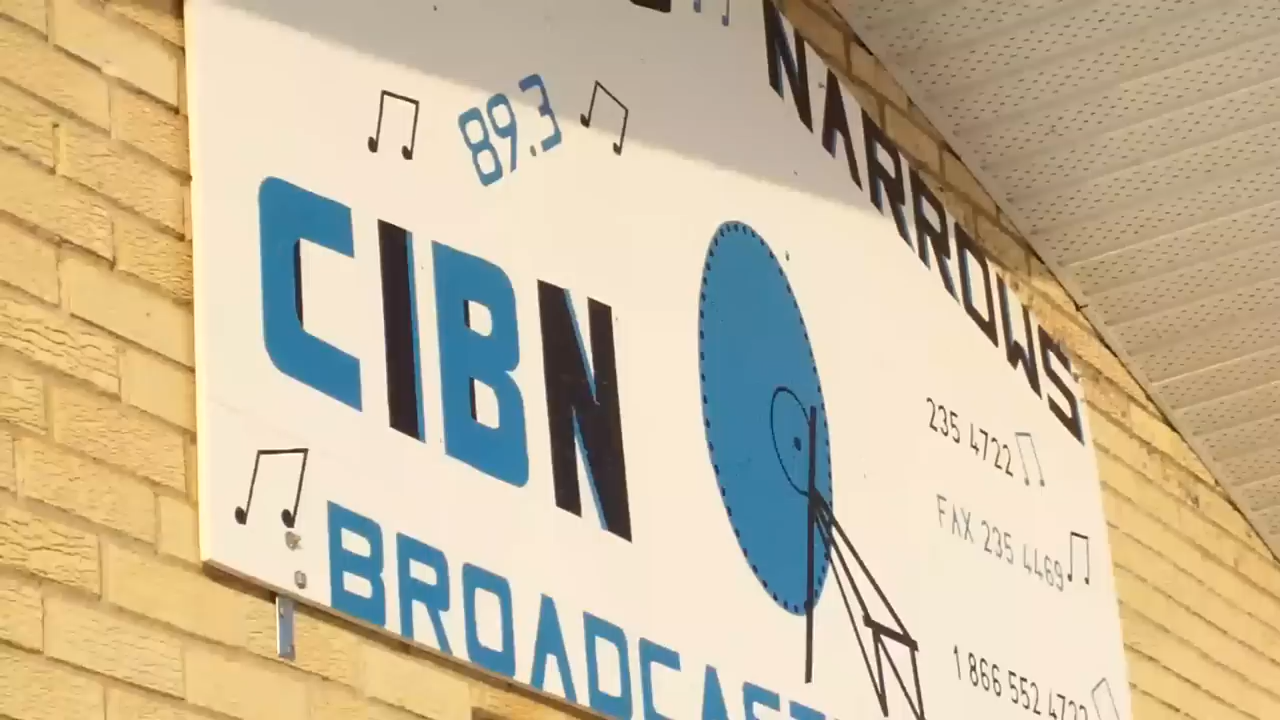 NARROWS
89.3
CIBN
235 4722
FAX 235 4469
BROADCAST
1 866 552 4722